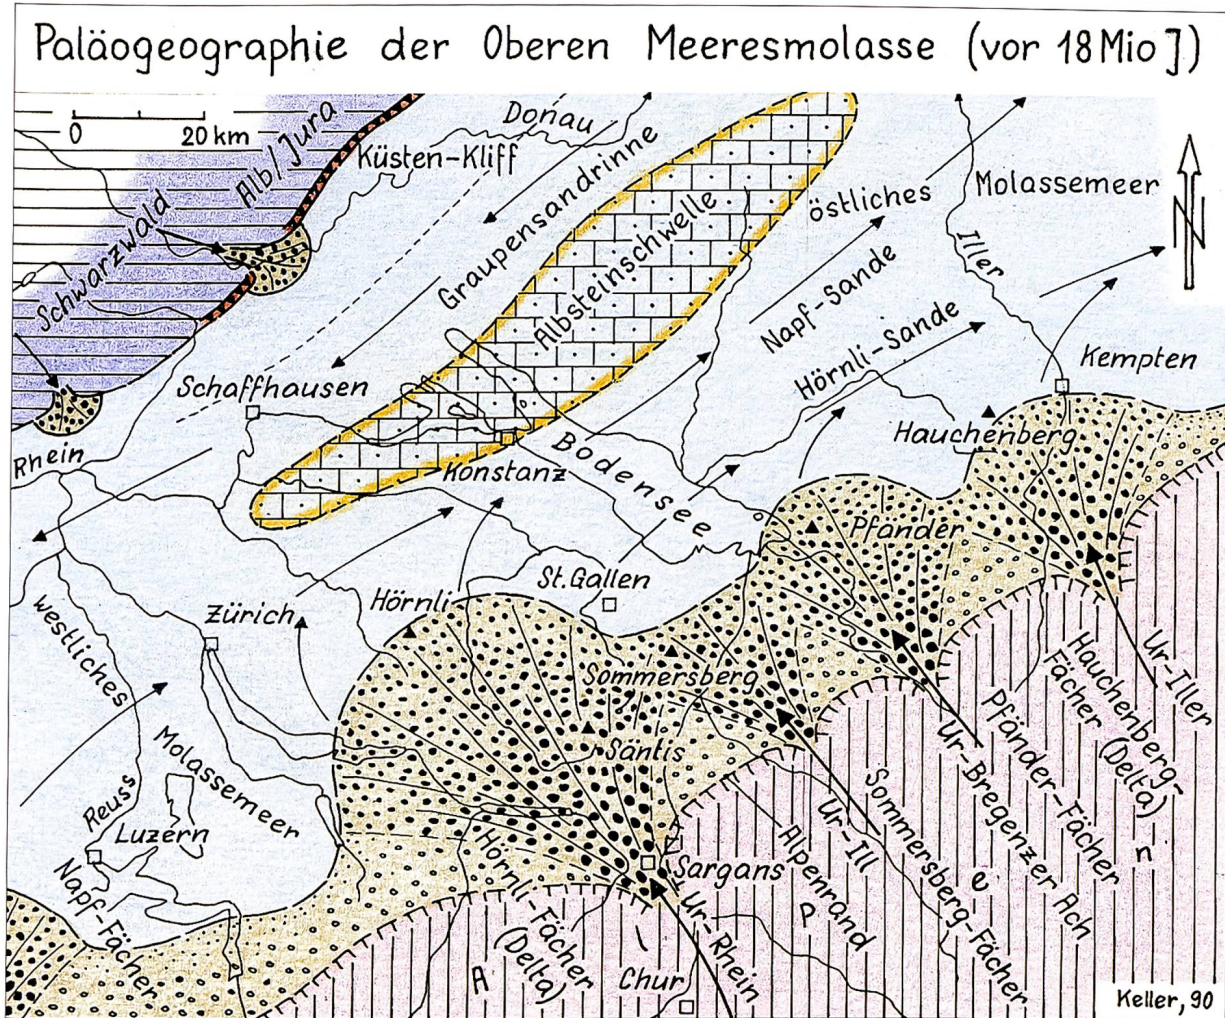 Paläogeographie der Oberen Meeresmolasse (vor 18 Mio J)
0 20 km
Alb/Jura
Donau
Küsten-Kliff
Schwarzwald
Graupensandrinne
Albsteinschwelle
östliches
Molassemeer
N
Iller
Napf-Sande
Hörnli-Sande
Kempten
Schaffhausen
Hauchenberg
Rhein
Konstanz
Bodensee
Pfänder
St. Gallen
Hörnli
Zürich
westliches
Molassemeer
Sommersberg
Säntis
Reuss
Luzern
Napf-Fächer
Hörnli-Fächer
(Delta)
Sargans
Chur
Ur-Rhein
Alpenrand
Ur-Ill
Sommersberg-Fächer
Ur-Bregenzer Ach
Pfänder-Fächer
Hauchenberg-
Fächer (Delta)
Ur-Iller
A l p e n
Keller, 90